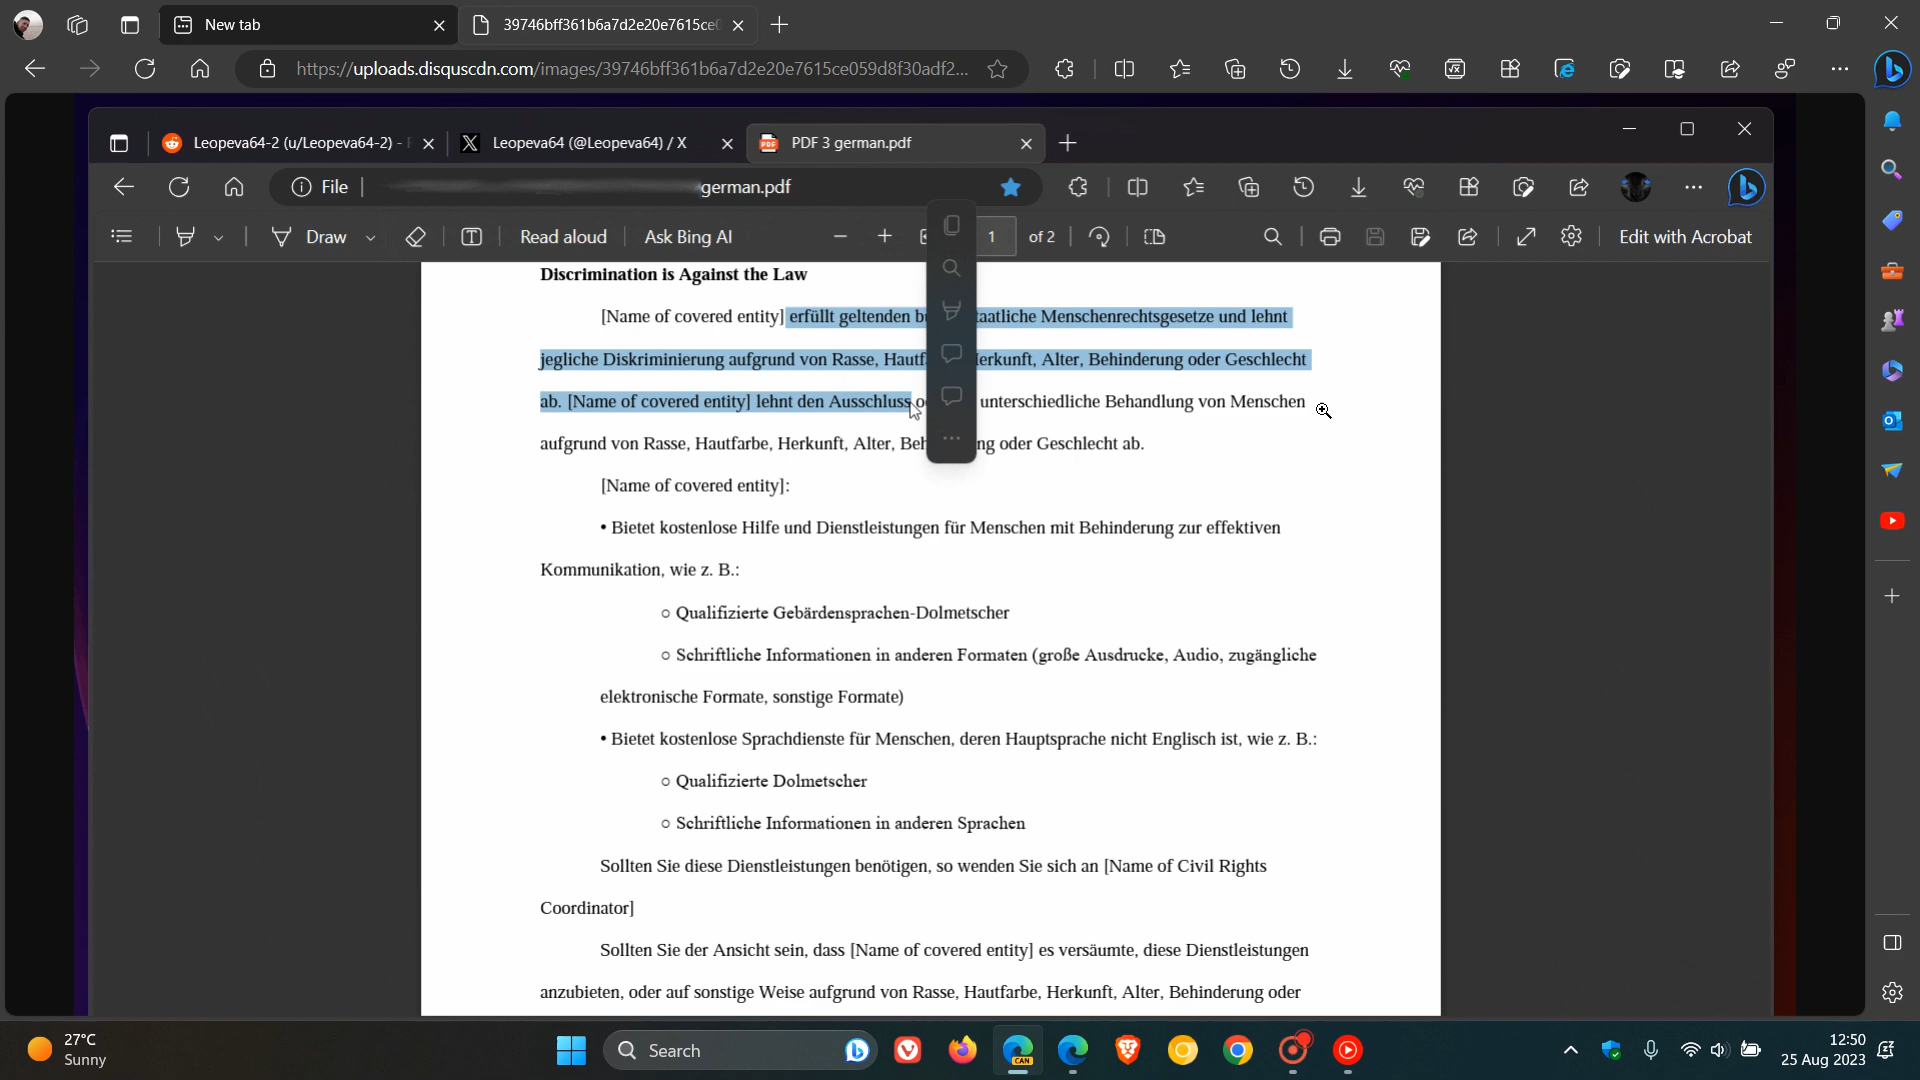 New tab
39746bff361b6a7d2e20e7615ce
https://uploads.disquscdn.com/images/39746bff361b6a7d2e20e7615ce059d8f30adf2...
Leopeva64-2 (u/Leopeva64-2) -
Leopeva64 (@Leopeva64) / X
PDF 3 german.pdf
File
german.pdf
Draw
Read aloud
Ask Bing AI
1
of 2
Edit with Acrobat
Discrimination is Against the Law
[Name of covered entity] erfüllt geltenden taatliche Menschenrechtsgesetze und lehnt
jegliche Diskriminierung aufgrund von Rasse, Hautf erkunft, Alter, Behinderung oder Geschlecht
ab. [Name of covered entity] lehnt den Ausschluss unterschiedliche Behandlung von Menschen
aufgrund von Rasse, Hautfarbe, Herkunft, Alter, Beh ng oder Geschlecht ab.
[Name of covered entity]:
• Bietet kostenlose Hilfe und Dienstleistungen für Menschen mit Behinderung zur effektiven
Kommunikation, wie z. B.:
○ Qualifizierte Gebärdensprachen-Dolmetscher
○ Schriftliche Informationen in anderen Formaten (große Ausdrucke, Audio, zugängliche
elektronische Formate, sonstige Formate)
• Bietet kostenlose Sprachdienste für Menschen, deren Hauptsprache nicht Englisch ist, wie z. B.:
○ Qualifizierte Dolmetscher
○ Schriftliche Informationen in anderen Sprachen
Sollten Sie diese Dienstleistungen benötigen, so wenden Sie sich an [Name of Civil Rights
Coordinator]
Sollten Sie der Ansicht sein, dass [Name of covered entity] es versäumte, diese Dienstleistungen
anzubieten, oder auf sonstige Weise aufgrund von Rasse, Hautfarbe, Herkunft, Alter, Behinderung oder
27°C
Sunny
Search
CAN
12:50
25 Aug 2023